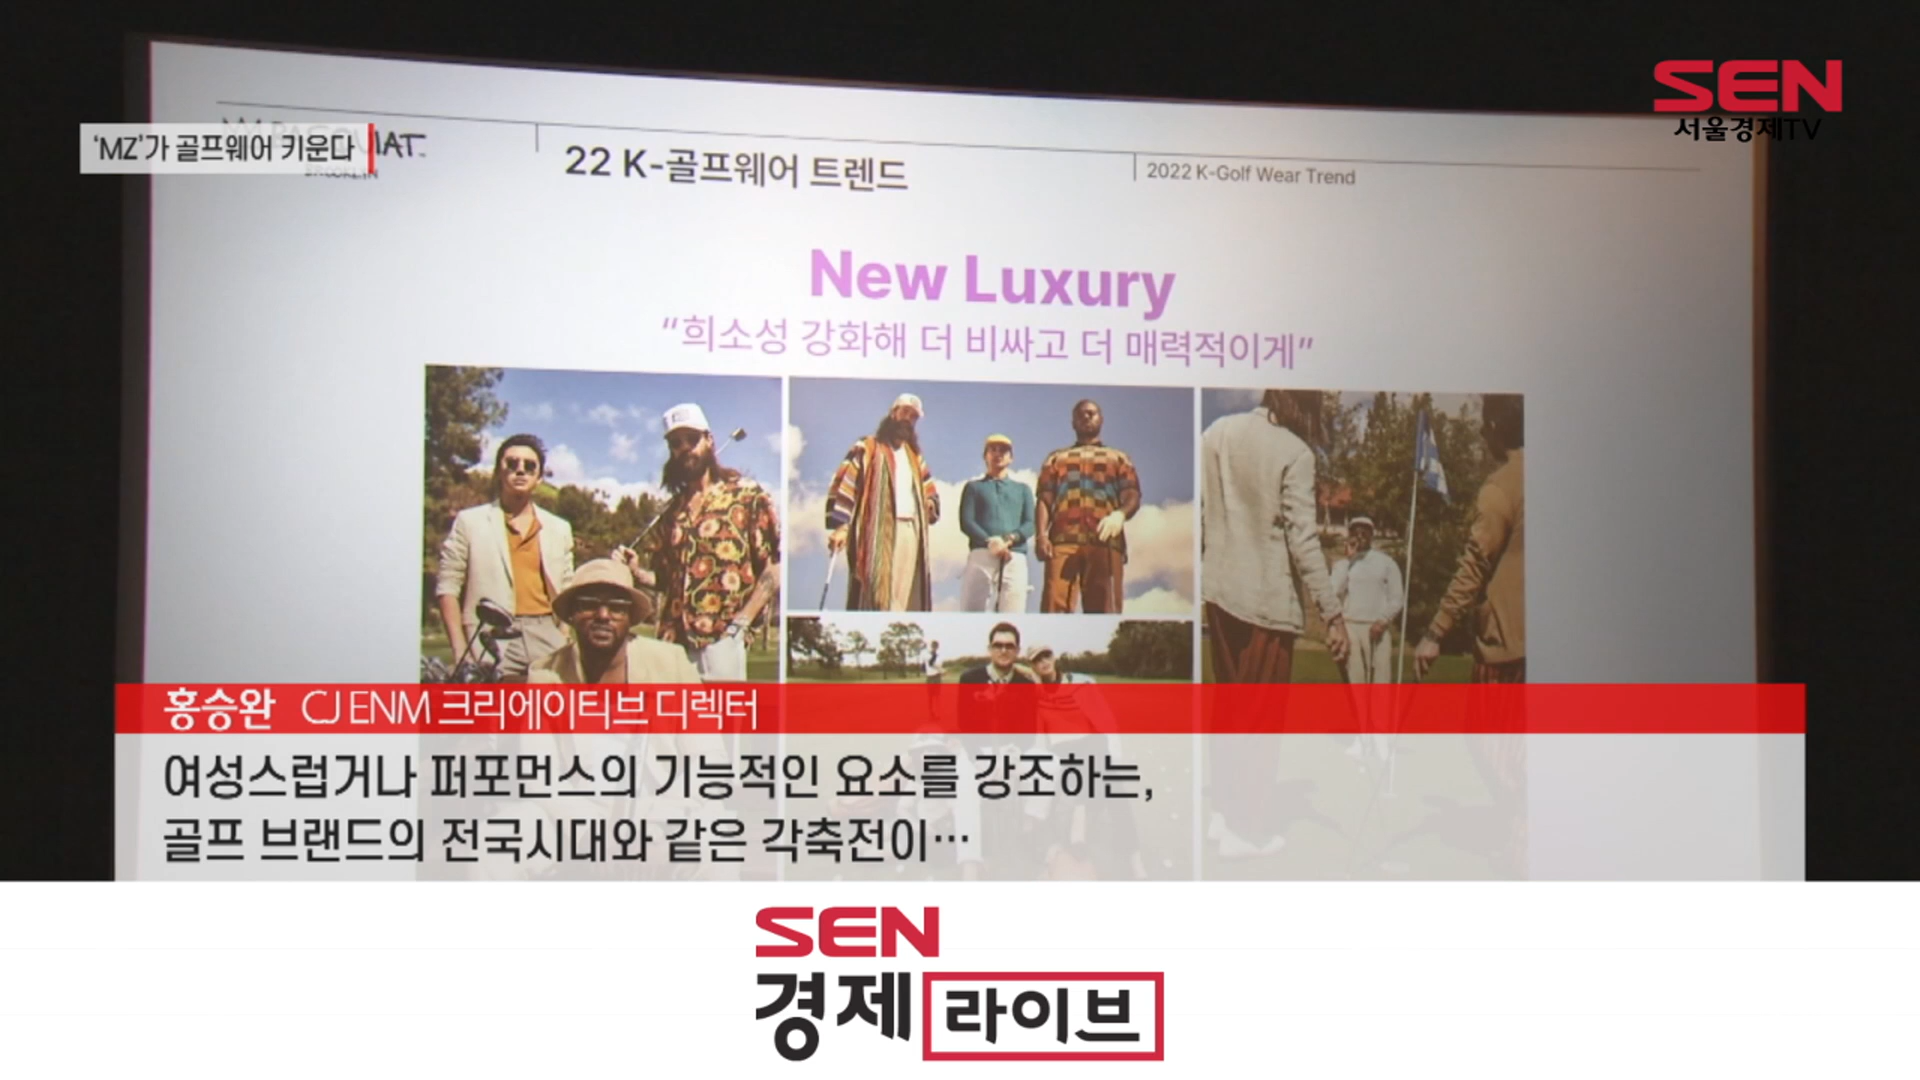 SEN
서울경제TV
‘MZ’가 골프웨어 키운다
22 K-골프웨어 트렌드
2022 K-Golf Wear Trend
New Luxury
“희소성 강화해 더 비싸고 더 매력적이게”
홍승완 CJ ENM 크리에이티브 디렉터
여성스럽거나 퍼포먼스의 기능적인 요소를 강조하는,
골프 브랜드의 전국시대와 같은 각축전이…
SEN
경제라이브